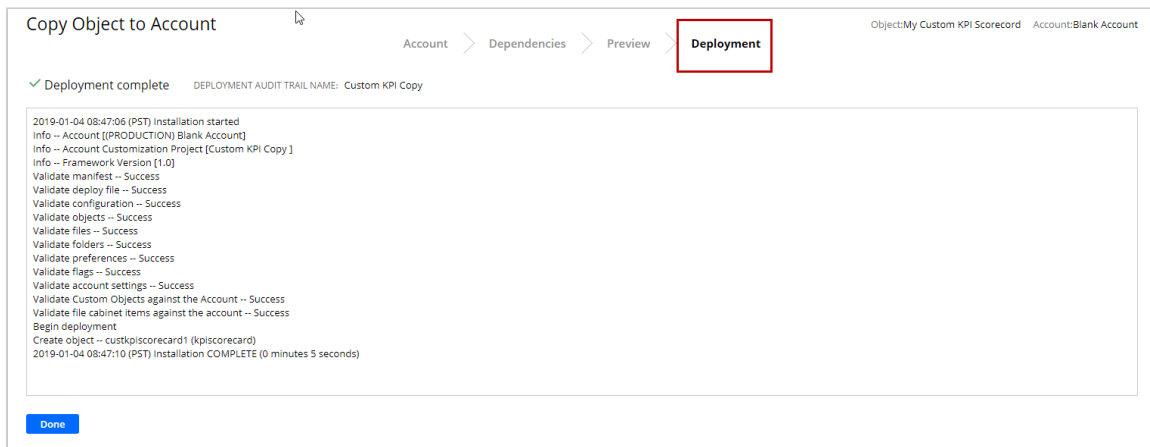 Copy Object to Account
Object:My Custom KPI Scorecord Account:Blank Account
Account Dependencies Preview Deployment
Deployment complete DEPLOYMENT AUDIT TRAIL NAME: Custom KPI Copy
2019-01-04 08:47:06 (PST) Installation started
Info -- Account [(PRODUCTION) Blank Account]
Info -- Account Customization Project [Custom KPI Copy ]
Info -- Framework Version [1.0]
Validate manifest -- Success
Validate deploy file -- Success
Validate configuration -- Success
Validate objects -- Success
Validate files -- Success
Validate folders -- Success
Validate preferences -- Success
Validate flags -- Success
Validate account settings -- Success
Validate Custom Objects against the Account -- Success
Validate file cabinet items against the account -- Success
Begin deployment
Create object -- custkpiscorecard1 (kpiscorecard)
2019-01-04 08:47:10 (PST) Installation COMPLETE (0 minutes 5 seconds)
Done